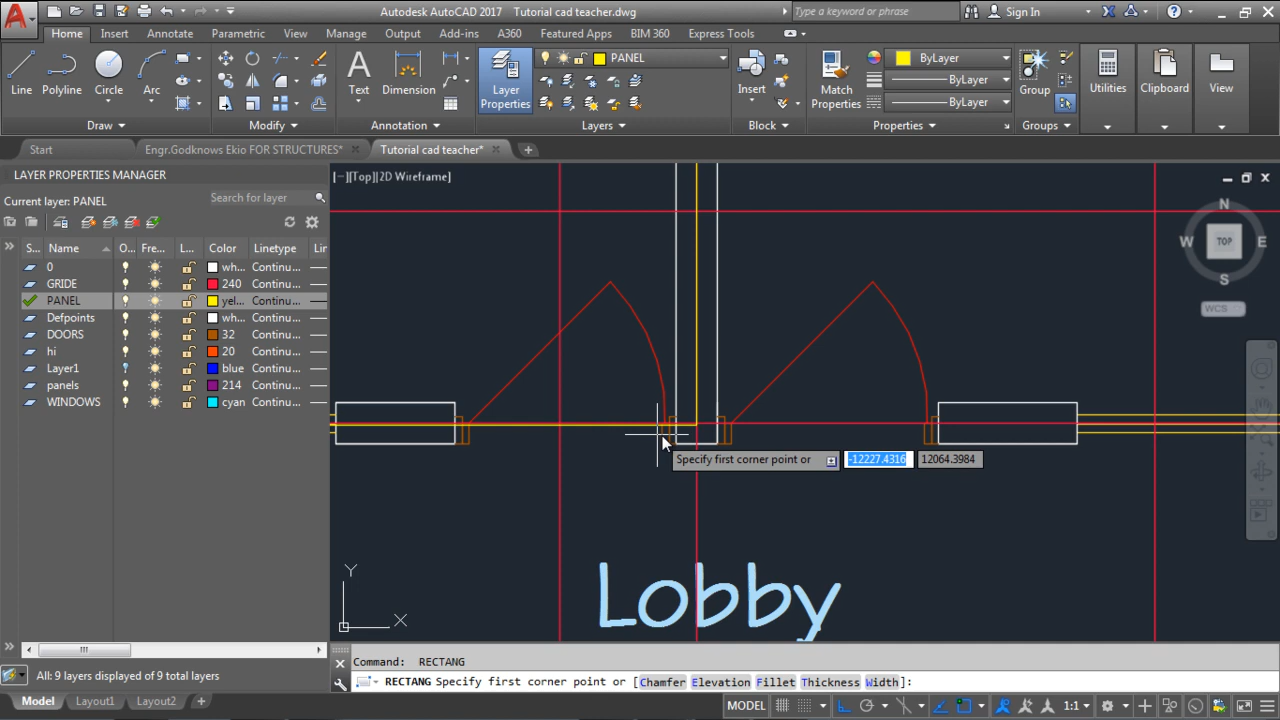 Autodesk AutoCAD 2017 Tutorial cad teacher.dwg Type a keyword or phrase Sign In
Home Insert Annotate Parametric View Manage Output Add-ins A360 Featured Apps BIM 360 Express Tools
Line Polyline Circle Arc Text Dimension Layer Properties PANEL Insert Match Properties ByLayer ByLayer ByLayer Group Utilities Clipboard View
Draw Modify Annotation Layers Block Properties Groups
Start Engr.Godknows Ekio FOR STRUCTURES* Tutorial cad teacher*
LAYER PROPERTIES MANAGER
[−][Top][2D Wireframe]
Current layer: PANEL Search for layer
S... Name O.. Fre... L... Color Linetype Lin
0 wh... Continu...
GRIDE 240 Continu...
PANEL yel... Continu...
Defpoints wh... Continu...
DOORS 32 Continu...
hi 20 Continu...
Layer1 blue Continu...
panels 214 Continu...
WINDOWS cyan Continu...
N
W TOP E
S
WCS
Specify first corner point or -12227.4316 12064.3984
Lobby
Y
X
Command: RECTANG
RECTANG Specify first corner point or [Chamfer Elevation Fillet Thickness Width]:
All: 9 layers displayed of 9 total layers
Model Layout1 Layout2 + MODEL 1:1